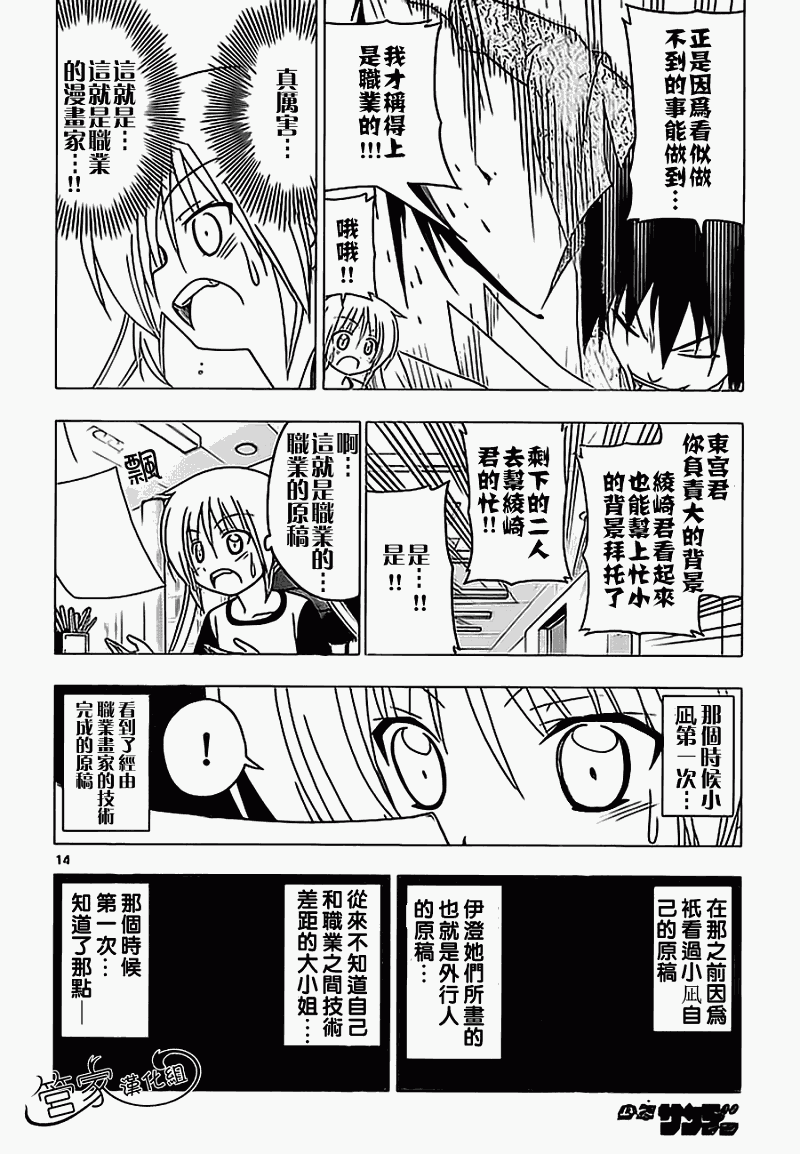 正是因爲看似做
不到的事能做到…
我才稱得上
是職業的!!!
哦哦!!
真厲害…
這就是…
這就是職業
的漫畫家…!!
東宮君
你負責大的背景
綾崎君看起來
也能幫上忙小
的背景拜托了
剩下的二人
去幫綾崎
君的忙!!
是…!!
是!!
啊…
這就是職業的…
職業的原稿
飄
那個時候小
凪第一次…
!
看到了經由
職業畫家的技術
完成的原稿
14
在那之前因爲
衹看過小凪自
己的原稿
伊澄她們所畫的
也就是外行人
的原稿…
從來不知道自己
和職業之間技術
差距的大小姐…
那個時候
第一次…
知道了那點—
管家漢化組
少年サンデー